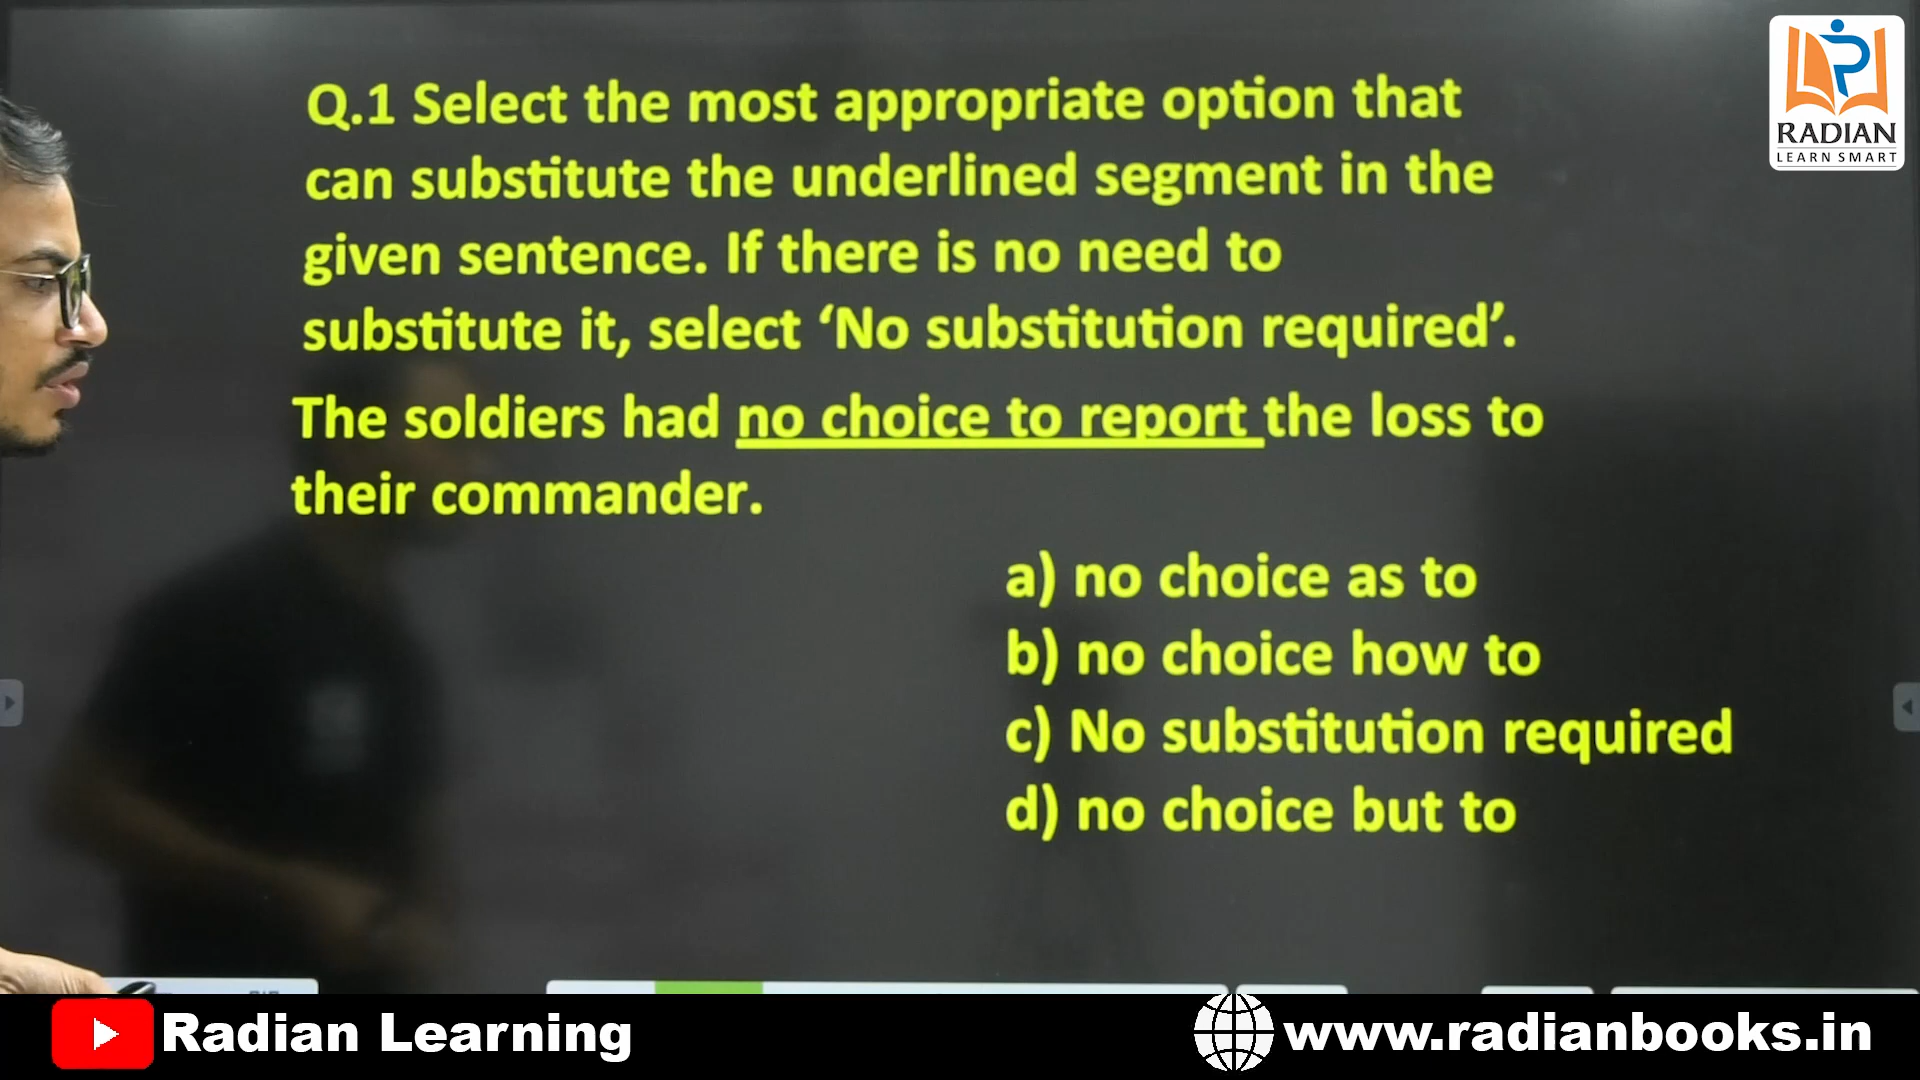 Q.1 Select the most appropriate option that
can substitute the underlined segment in the
given sentence. If there is no need to
substitute it, select ‘No substitution required’.
The soldiers had no choice to report the loss to
their commander.
a) no choice as to
b) no choice how to
c) No substitution required
d) no choice but to
RADIAN
LEARN SMART
Radian Learning
www.radianbooks.in